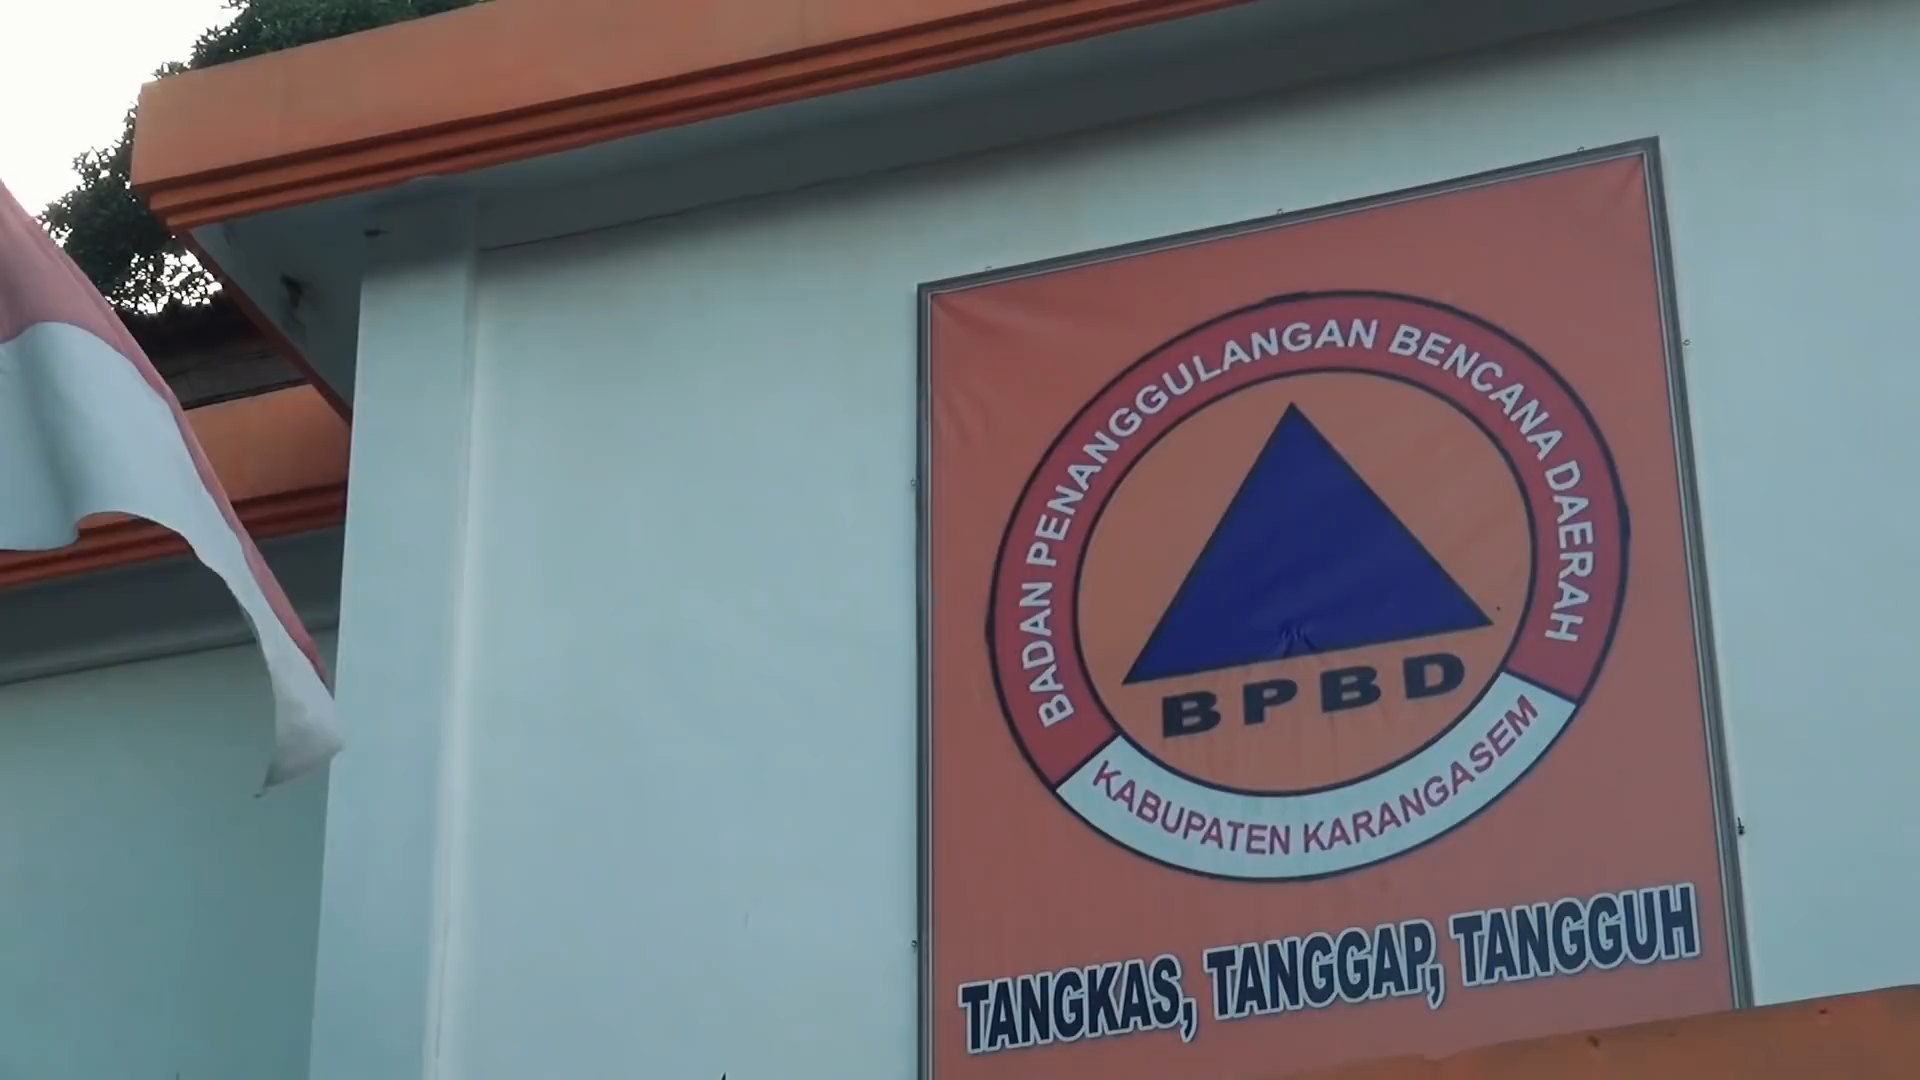 BADAN PENANGGULANGAN BENCANA DAERAH
BPBD
KABUPATEN KARANGASEM
TANGKAS, TANGGAP, TANGGUH